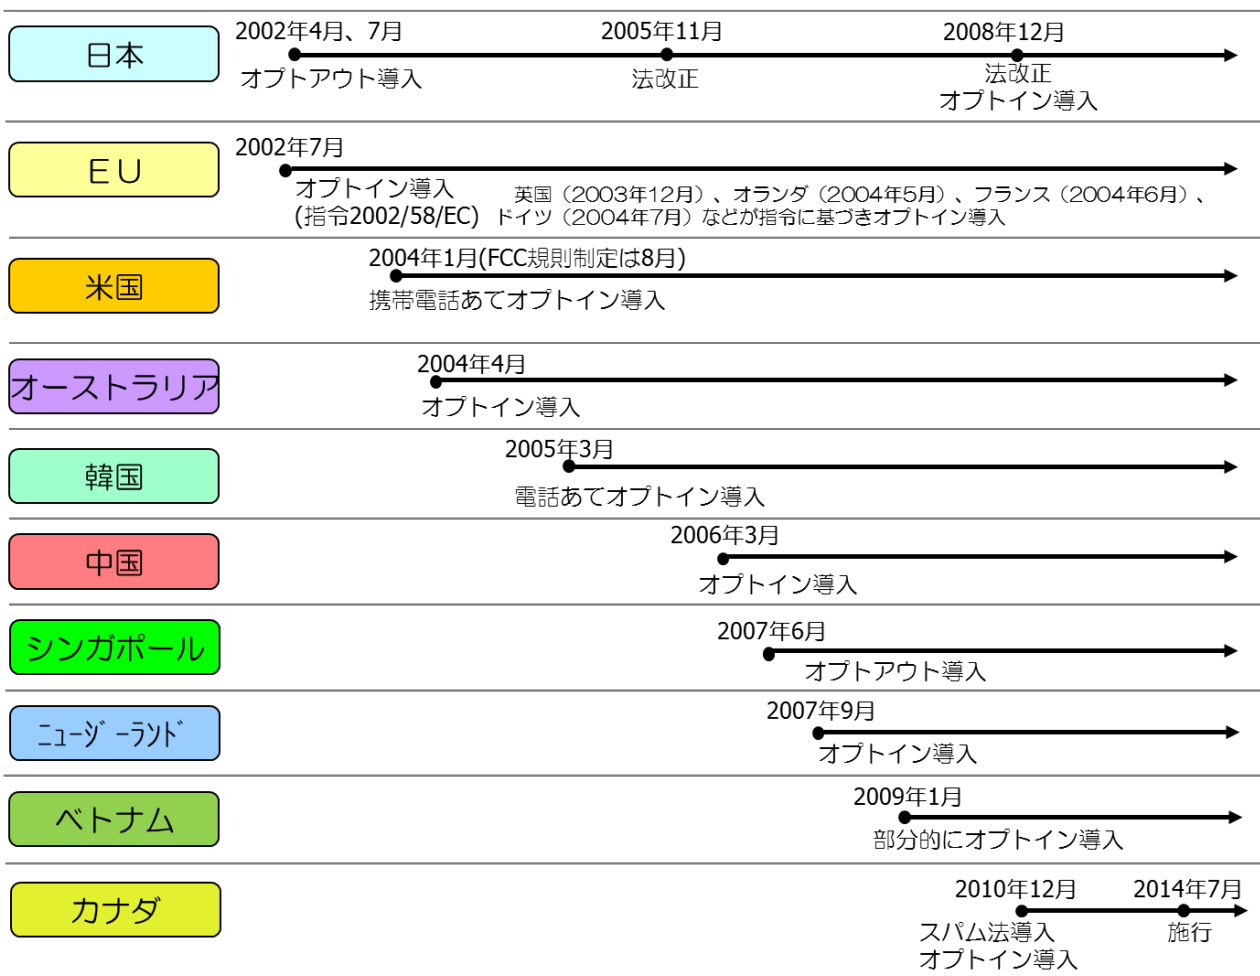 日本
2002年4月、7月
2005年11月
2008年12月
オプトアウト導入
法改正
法改正
オプトイン導入
EU
2002年7月
オプトイン導入
(指令2002/58/EC)
英国（2003年12月）、オランダ（2004年5月）、フランス（2004年6月）、
ドイツ（2004年7月）などが指令に基づきオプトイン導入
米国
2004年1月(FCC規則制定は8月)
携帯電話あてオプトイン導入
オーストラリア
2004年4月
オプトイン導入
韓国
2005年3月
電話あてオプトイン導入
中国
2006年3月
オプトイン導入
シンガポール
2007年6月
オプトアウト導入
ﾆｭｰｼﾞｰﾗﾝﾄﾞ
2007年9月
オプトイン導入
ベトナム
2009年1月
部分的にオプトイン導入
カナダ
2010年12月
2014年7月
スパム法導入
オプトイン導入
施行